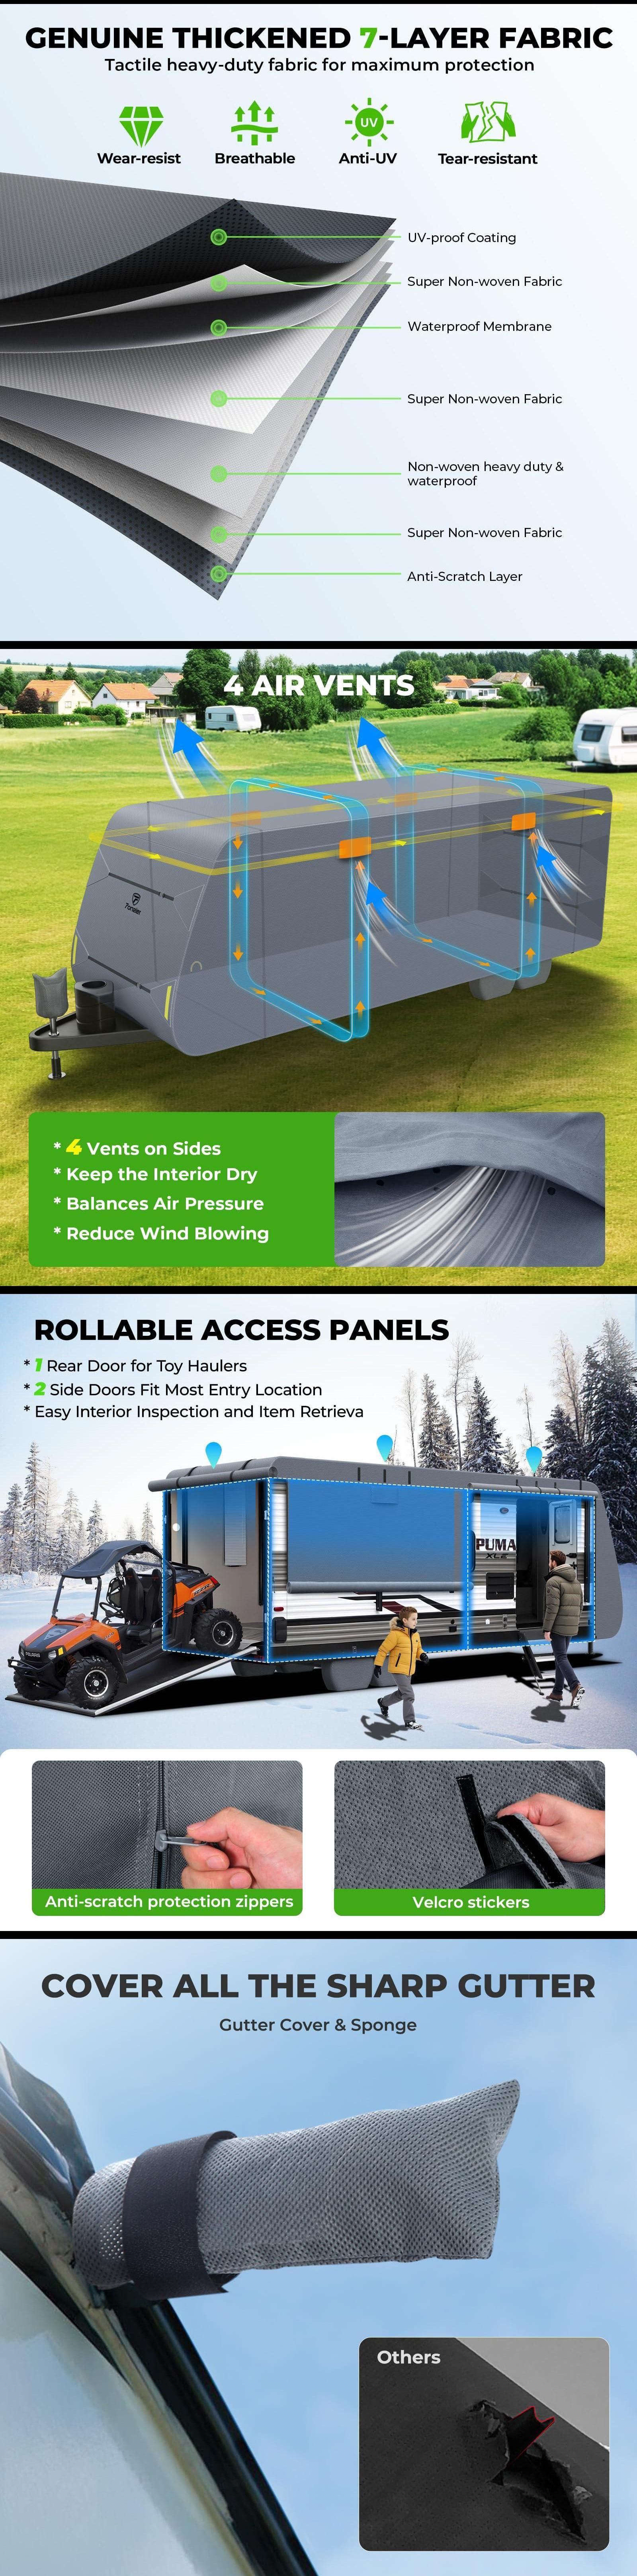 GENUINE THICKENED 7-LAYER FABRIC
Tactile heavy-duty fabric for maximum protection
UV
Wear-resist
Breathable
Anti-UV
Tear-resistant
UV-proof Coating
Super Non-woven Fabric
Waterproof Membrane
Super Non-woven Fabric
Non-woven heavy duty &
waterproof
Super Non-woven Fabric
Anti-Scratch Layer
4 AIR VENTS
* 4 Vents on Sides
* Keep the Interior Dry
* Balances Air Pressure
* Reduce Wind Blowing
ROLLABLE ACCESS PANELS
* 1 Rear Door for Toy Haulers
* 2 Side Doors Fit Most Entry Location
* Easy Interior Inspection and Item Retrieva
PUMA
XLE
POLARIS
Anti-scratch protection zippers
Velcro stickers
COVER ALL THE SHARP GUTTER
Gutter Cover & Sponge
Others